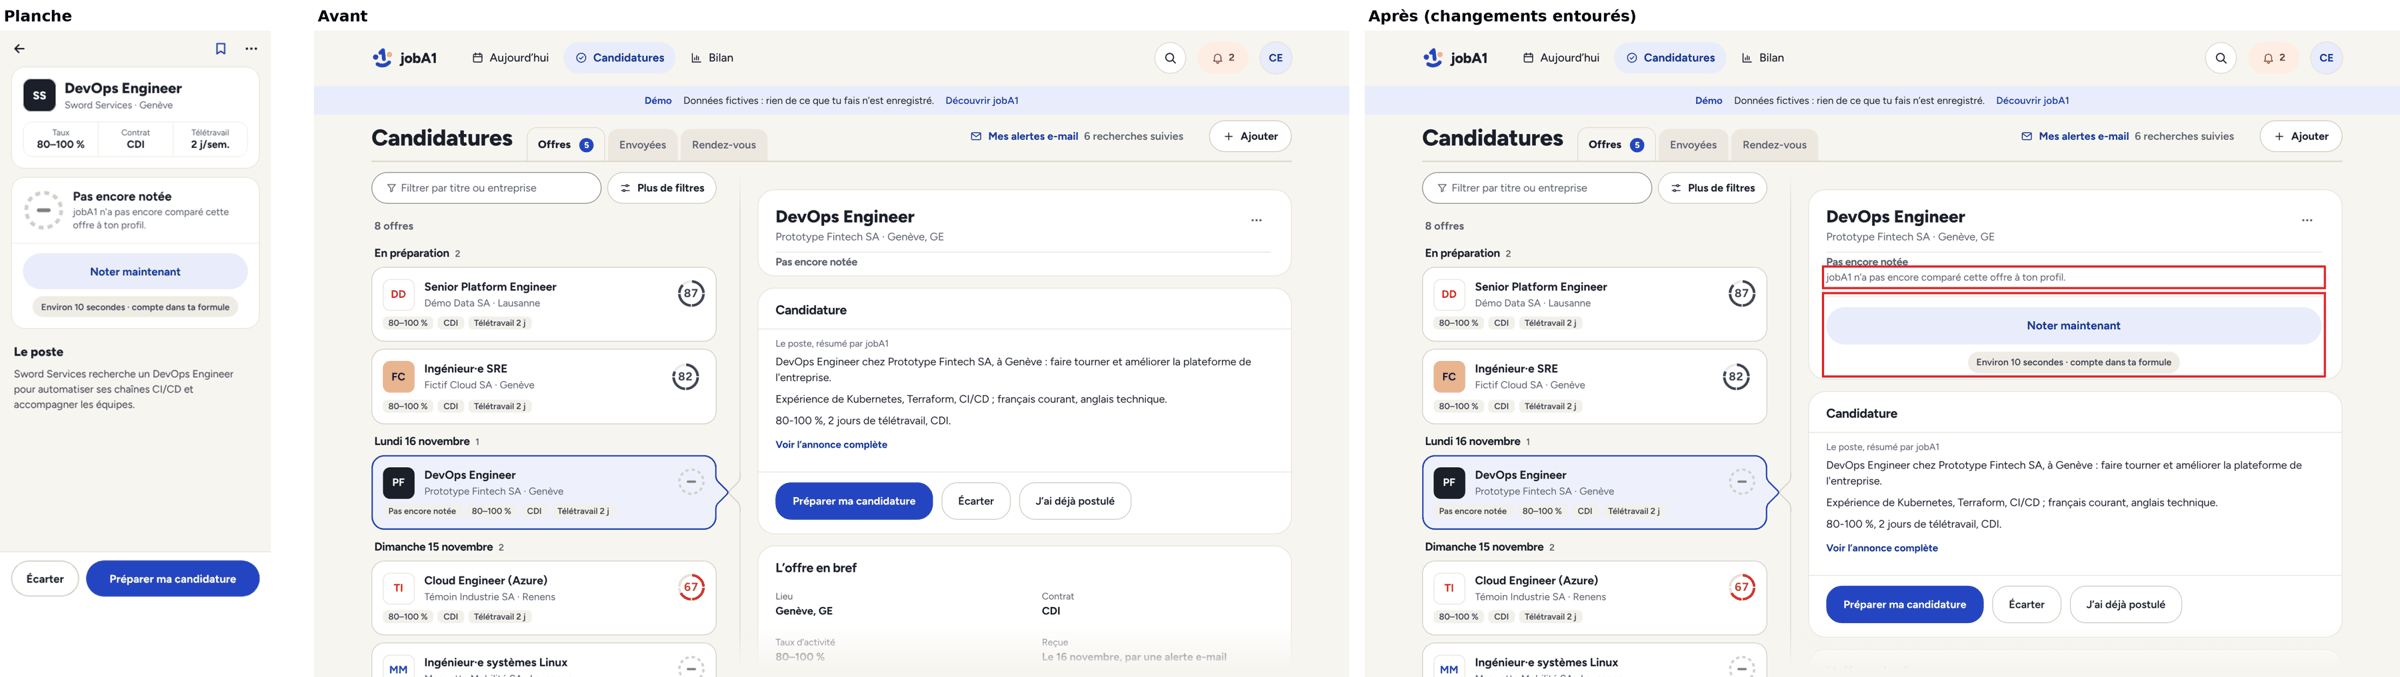 Planche
SS
DevOps Engineer
Sword Services · Genève
Taux
80–100 %
Contrat
CDI
Télétravail
2 j/sem.
Pas encore notée
jobA1 n'a pas encore comparé cette
offre à ton profil.
Noter maintenant
Environ 10 secondes · compte dans ta formule
Le poste
Sword Services recherche un DevOps Engineer
pour automatiser ses chaînes CI/CD et
accompagner les équipes.
Écarter
Préparer ma candidature
Avant
jobA1
Aujourd'hui
Candidatures
Bilan
2
CE
Démo Données fictives : rien de ce que tu fais n'est enregistré. Découvrir jobA1
Candidatures
Offres 5
Envoyées
Rendez-vous
Mes alertes e-mail 6 recherches suivies
+ Ajouter
Filtrer par titre ou entreprise
Plus de filtres
8 offres
En préparation 2
DD
Senior Platform Engineer
Démo Data SA · Lausanne
87
80–100 % CDI Télétravail 2 j
FC
Ingénieur·e SRE
Fictif Cloud SA · Genève
82
80–100 % CDI Télétravail 2 j
Lundi 16 novembre 1
PF
DevOps Engineer
Prototype Fintech SA · Genève
Pas encore notée 80–100 % CDI Télétravail 2 j
Dimanche 15 novembre 2
TI
Cloud Engineer (Azure)
Témoin Industrie SA · Renens
67
80–100 % CDI Télétravail 2 j
MM
Ingénieur·e systèmes Linux
DevOps Engineer
Prototype Fintech SA · Genève, GE
Pas encore notée
Candidature
Le poste, résumé par jobA1
DevOps Engineer chez Prototype Fintech SA, à Genève : faire tourner et améliorer la plateforme de
l'entreprise.
Expérience de Kubernetes, Terraform, CI/CD ; français courant, anglais technique.
80-100 %, 2 jours de télétravail, CDI.
Voir l'annonce complète
Préparer ma candidature
Écarter
J'ai déjà postulé
L'offre en bref
Lieu
Genève, GE
Contrat
CDI
Taux d'activité
80–100 %
Reçue
Le 16 novembre, par une alerte e-mail
Après (changements entourés)
jobA1
Aujourd'hui
Candidatures
Bilan
2
CE
Démo Données fictives : rien de ce que tu fais n'est enregistré. Découvrir jobA1
Candidatures
Offres 5
Envoyées
Rendez-vous
Mes alertes e-mail 6 recherches suivies
+ Ajouter
Filtrer par titre ou entreprise
Plus de filtres
8 offres
En préparation 2
DD
Senior Platform Engineer
Démo Data SA · Lausanne
87
80–100 % CDI Télétravail 2 j
FC
Ingénieur·e SRE
Fictif Cloud SA · Genève
82
80–100 % CDI Télétravail 2 j
Lundi 16 novembre 1
PF
DevOps Engineer
Prototype Fintech SA · Genève
Pas encore notée 80–100 % CDI Télétravail 2 j
Dimanche 15 novembre 2
TI
Cloud Engineer (Azure)
Témoin Industrie SA · Renens
67
80–100 % CDI Télétravail 2 j
MM
Ingénieur·e systèmes Linux
DevOps Engineer
Prototype Fintech SA · Genève, GE
Pas encore notée
jobA1 n'a pas encore comparé cette offre à ton profil.
Noter maintenant
Environ 10 secondes · compte dans ta formule
Candidature
Le poste, résumé par jobA1
DevOps Engineer chez Prototype Fintech SA, à Genève : faire tourner et améliorer la plateforme de
l'entreprise.
Expérience de Kubernetes, Terraform, CI/CD ; français courant, anglais technique.
80-100 %, 2 jours de télétravail, CDI.
Voir l'annonce complète
Préparer ma candidature
Écarter
J'ai déjà postulé